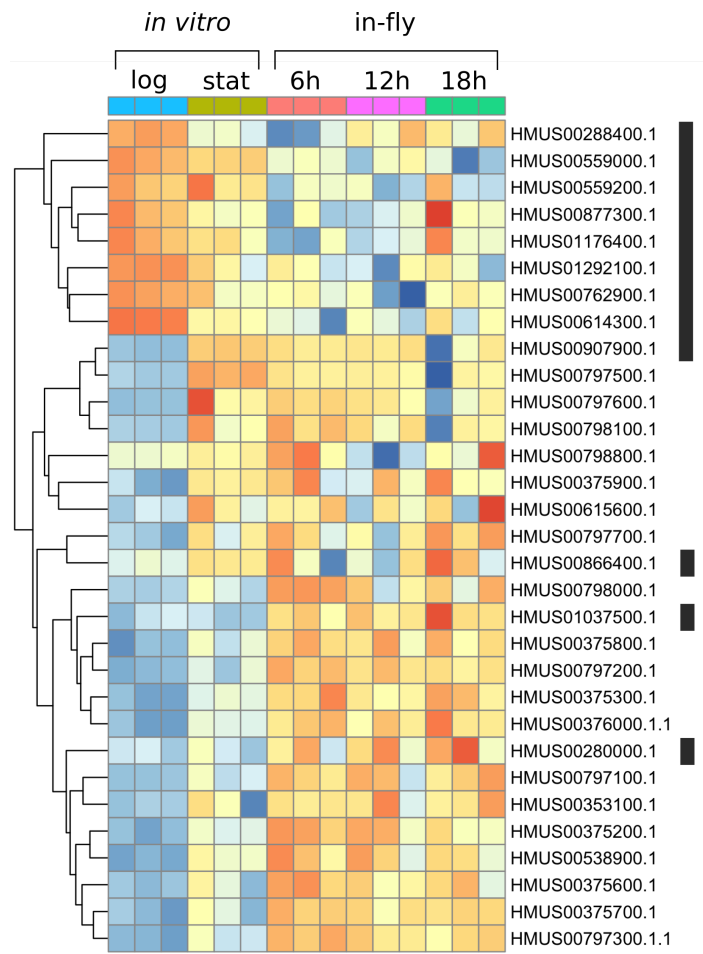 in vitro in-fly
log stat 6h 12h 18h
HMUS00288400.1
HMUS00559000.1
HMUS00559200.1
HMUS00877300.1
HMUS01176400.1
HMUS01292100.1
HMUS00762900.1
HMUS00614300.1
HMUS00907900.1
HMUS00797500.1
HMUS00797600.1
HMUS00798100.1
HMUS00798800.1
HMUS00375900.1
HMUS00615600.1
HMUS00797700.1
HMUS00866400.1
HMUS00798000.1
HMUS01037500.1
HMUS00375800.1
HMUS00797200.1
HMUS00375300.1
HMUS00376000.1.1
HMUS00280000.1
HMUS00797100.1
HMUS00353100.1
HMUS00375200.1
HMUS00538900.1
HMUS00375600.1
HMUS00375700.1
HMUS00797300.1.1